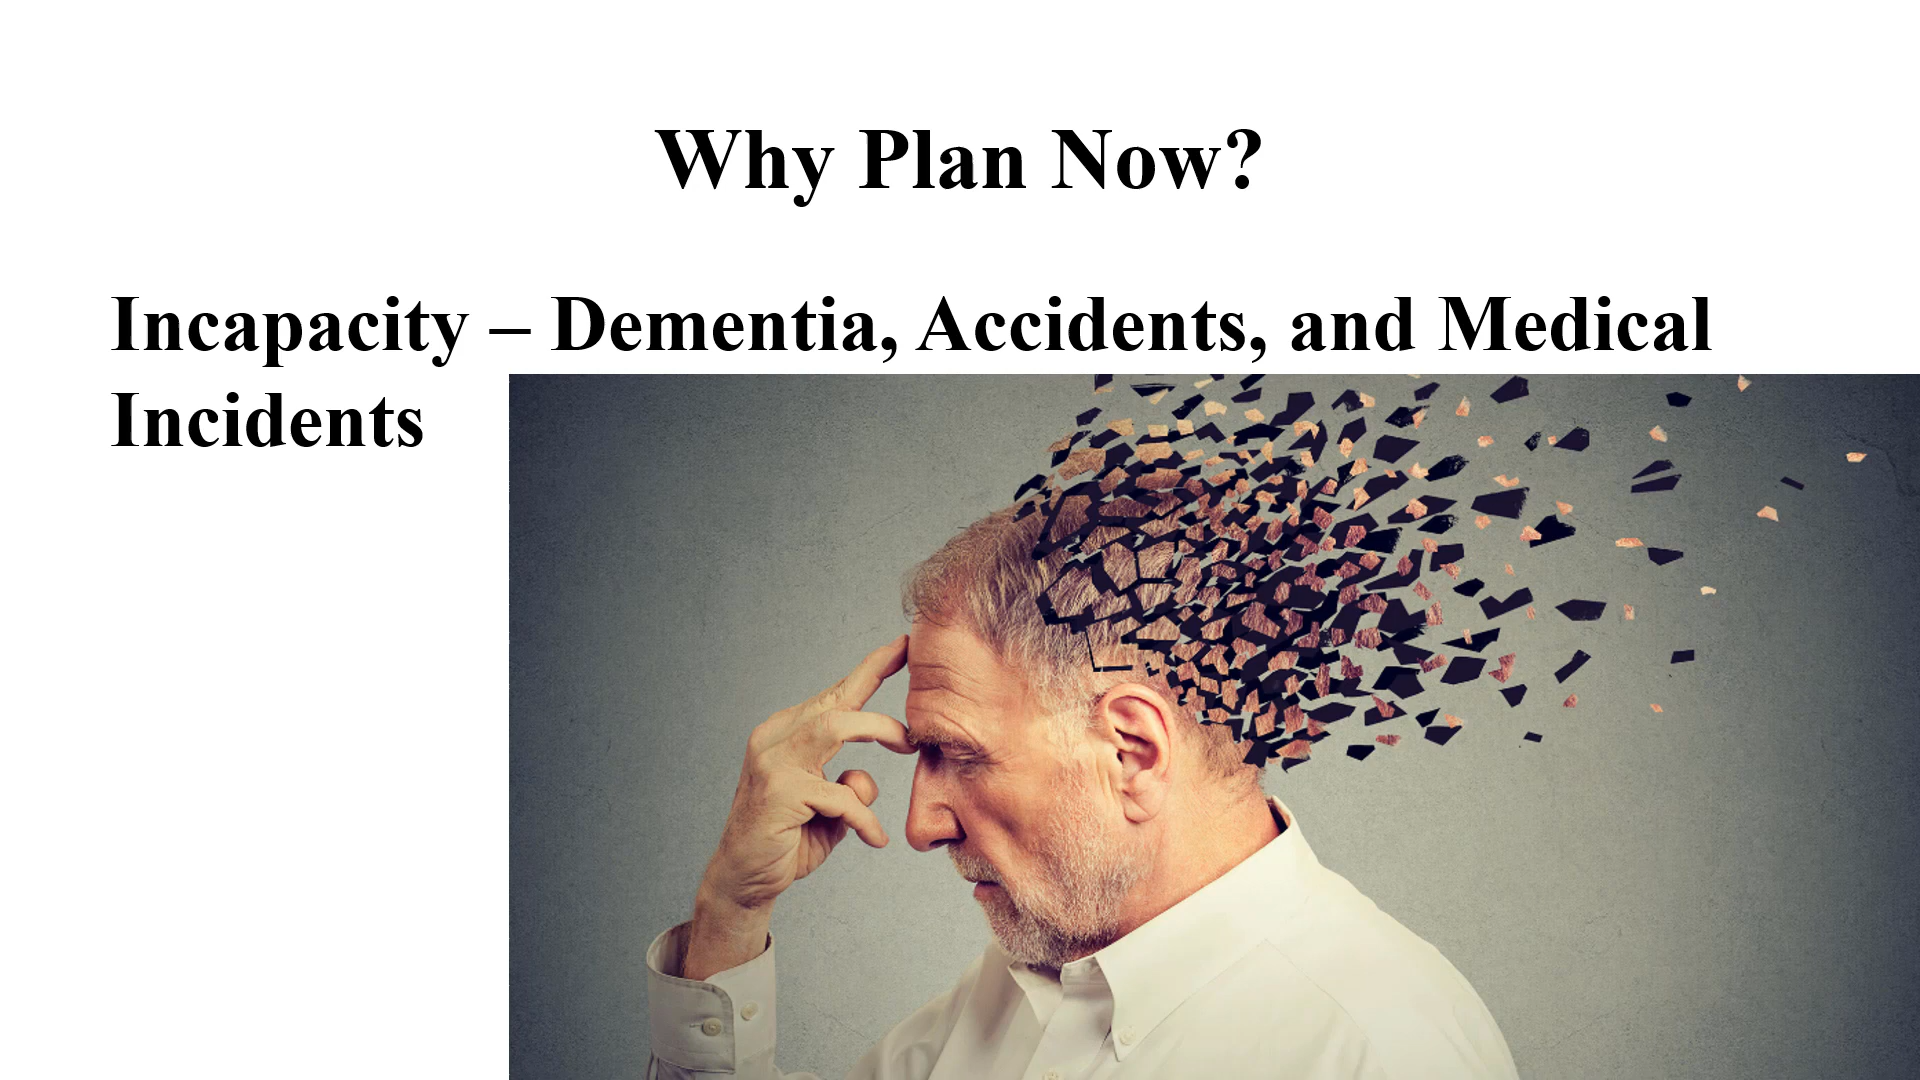 Why Plan Now?
Incapacity – Dementia, Accidents, and Medical
Incidents